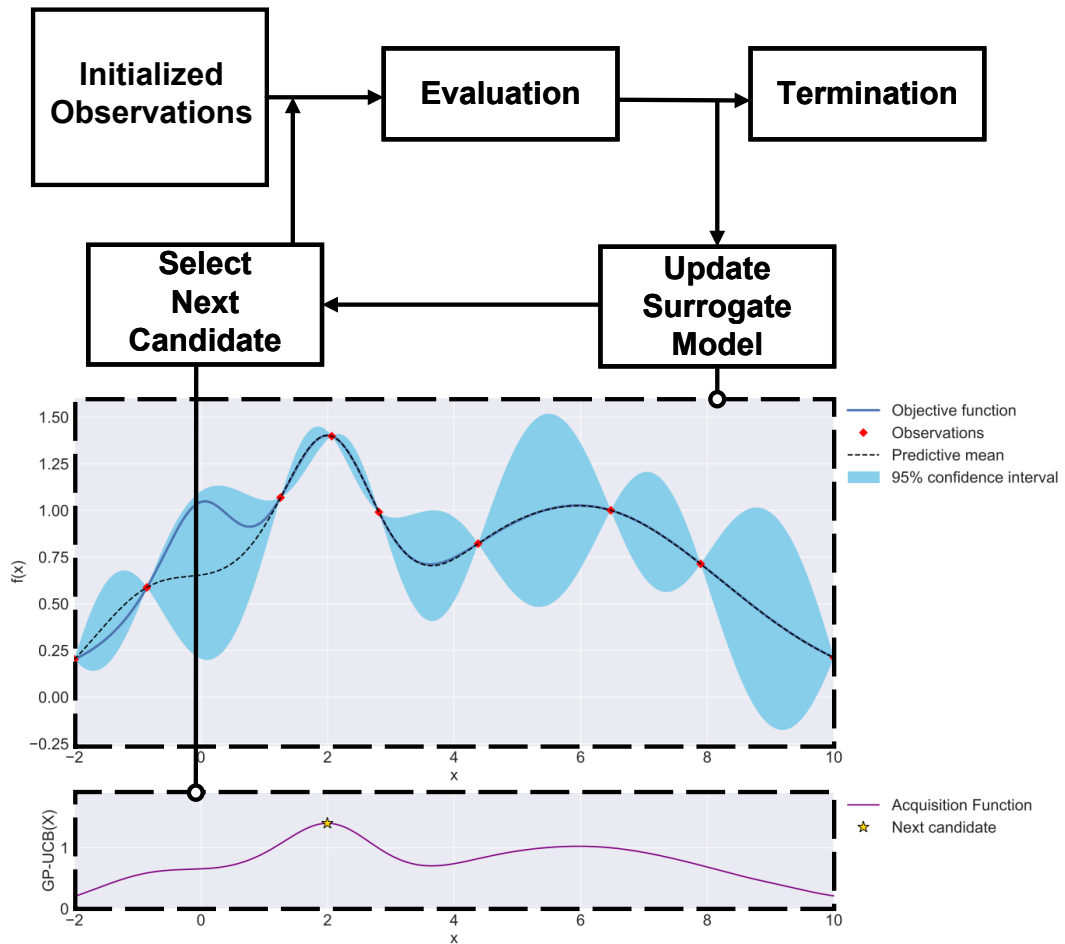 Initialized
Observations
Evaluation
Termination
Select
Next
Candidate
Update
Surrogate
Model
1.50
1.25
1.00
0.75
0.50
0.25
0.00
−0.25
f(x)
−2
0
2
4
6
8
10
x
Objective function
Observations
Predictive mean
95% confidence interval
1
0
GP-UCB(X)
−2
0
2
4
6
8
10
x
Acquisition Function
Next candidate